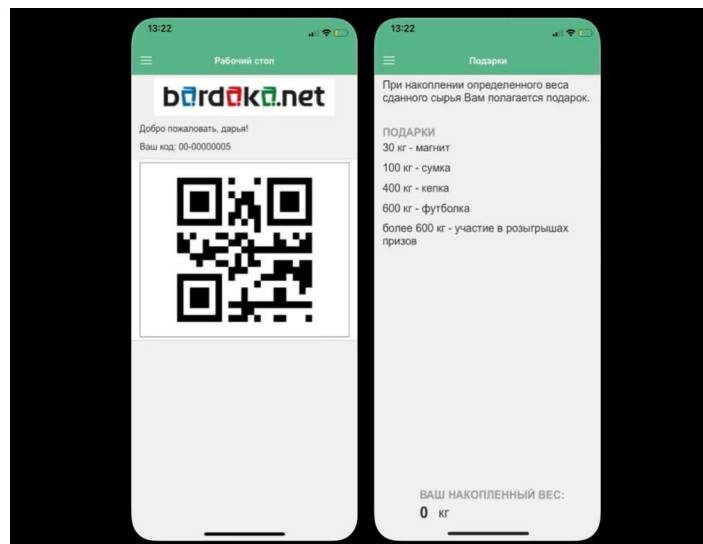 13:22
Рабочий стол
bardaka.net
Добро пожаловать, дарья!
Ваш код: 00-00000005
13:22
Подарки
При накоплении определенного веса
сданного сырья Вам полагается подарок.
ПОДАРКИ
30 кг - магнит
100 кг - сумка
400 кг - кепка
600 кг - футболка
более 600 кг - участие в розыгрышах
призов
ВАШ НАКОПЛЕННЫЙ ВЕС:
0 кг